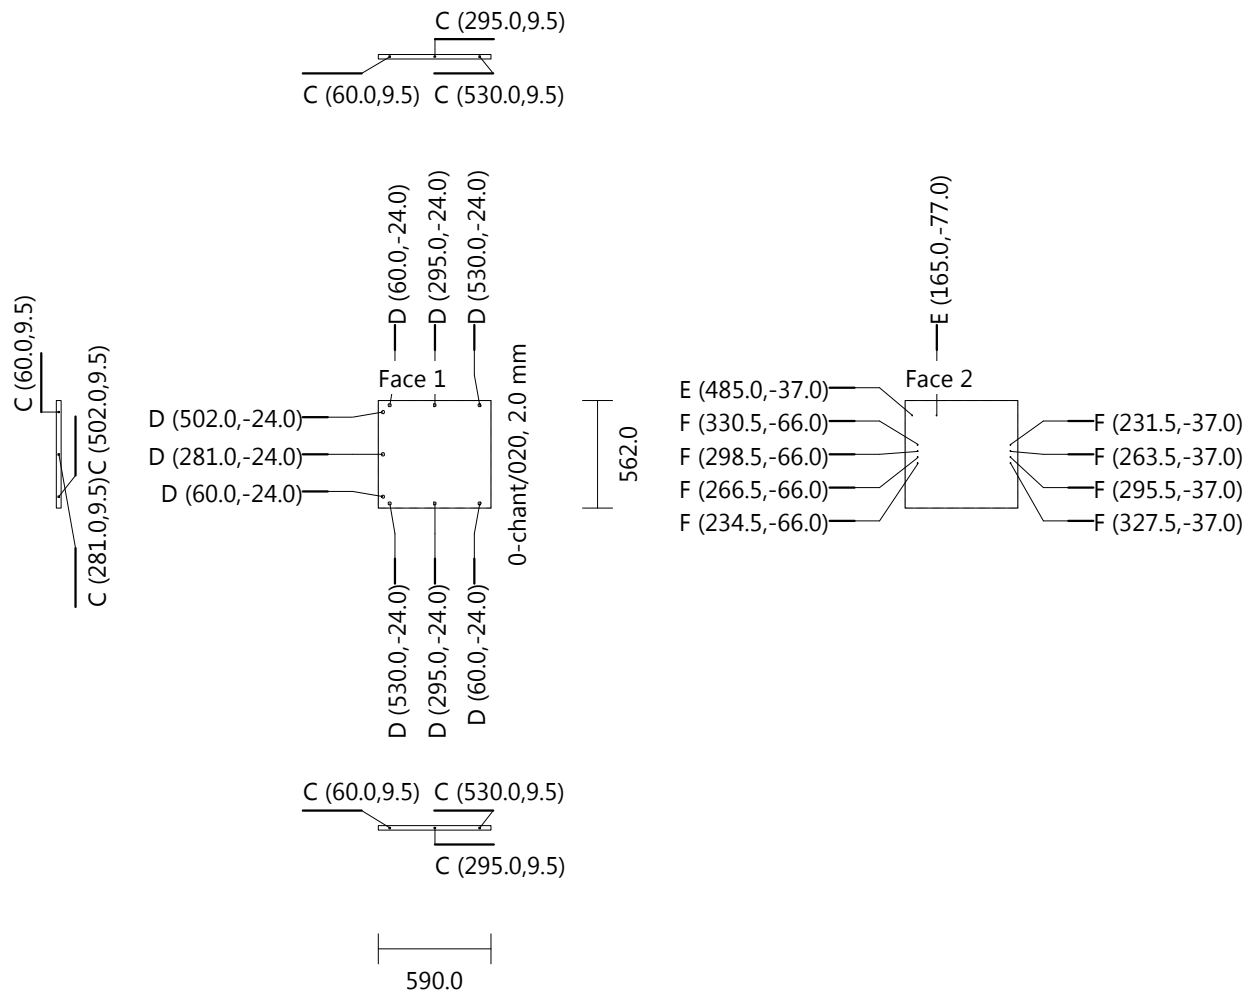 C (295.0,9.5)
C (60.0,9.5)
C (530.0,9.5)
D (60.0,-24.0)
D (295.0,-24.0)
D (530.0,-24.0)
E (165.0,-77.0)
C (60.0,9.5)
C (281.0,9.5)
C (502.0,9.5)
Face 1
D (502.0,-24.0)
D (281.0,-24.0)
D (60.0,-24.0)
0-chant/020, 2.0 mm
562.0
Face 2
E (485.0,-37.0)
F (330.5,-66.0)
F (298.5,-66.0)
F (266.5,-66.0)
F (234.5,-66.0)
F (231.5,-37.0)
F (263.5,-37.0)
F (295.5,-37.0)
F (327.5,-37.0)
D (530.0,-24.0)
D (295.0,-24.0)
D (60.0,-24.0)
C (60.0,9.5)
C (530.0,9.5)
C (295.0,9.5)
590.0